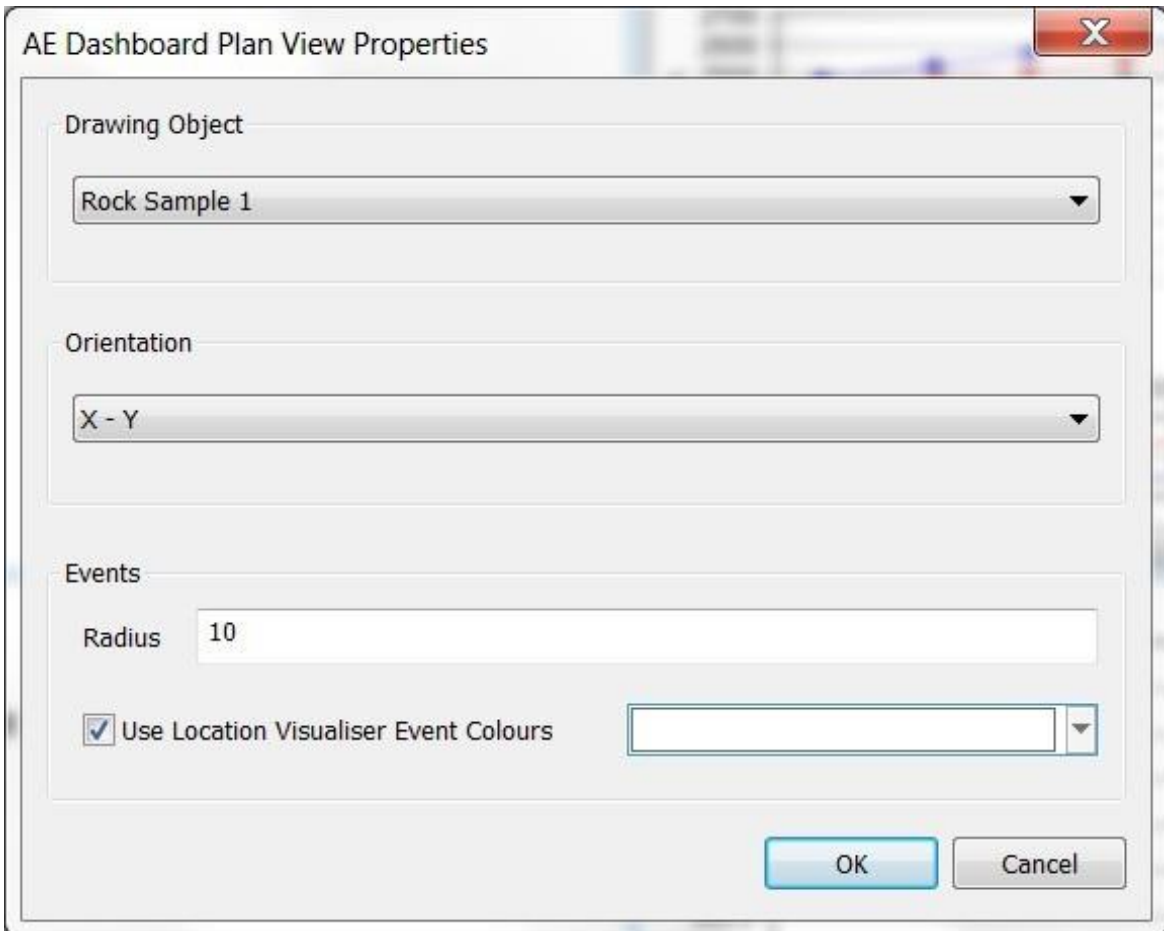 AE Dashboard Plan View Properties
Drawing Object
Rock Sample 1
Orientation
X - Y
Events
Radius 10
Use Location Visualiser Event Colours
OK Cancel